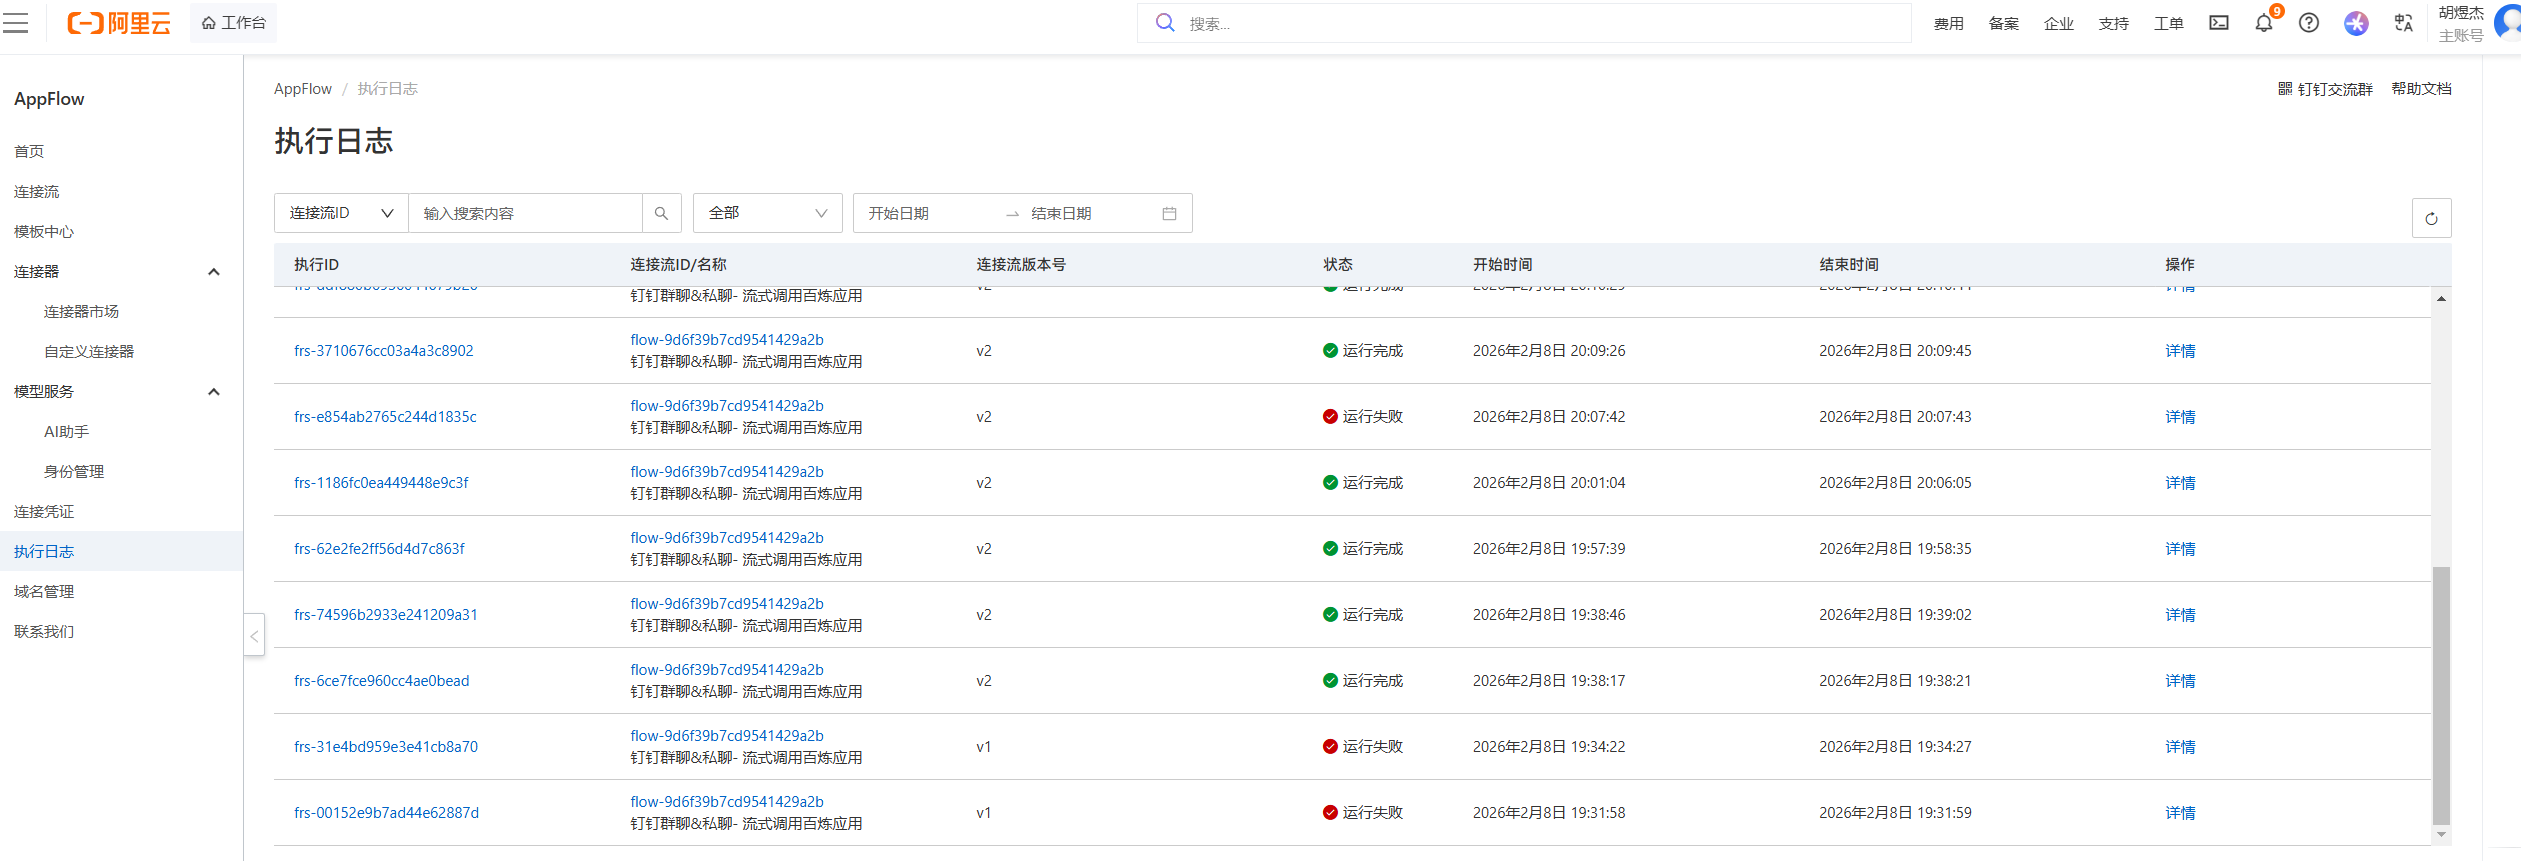 阿里云
工作台
搜索...
费用
备案
企业
支持
工单
9
胡煜杰
主账号
AppFlow
首页
连接流
模板中心
连接器
连接器市场
自定义连接器
模型服务
AI助手
身份管理
连接凭证
执行日志
域名管理
联系我们
AppFlow / 执行日志
钉钉交流群 帮助文档
执行日志
连接流ID 输入搜索内容 全部 开始日期 结束日期
执行ID 连接流ID/名称 连接流版本号 状态 开始时间 结束时间 操作
钉钉群聊&私聊- 流式调用百炼应用 v2 运行完成 详情
flow-9d6f39b7cd9541429a2b
frs-3710676cc03a4a3c8902 v2 运行完成 2026年2月8日 20:09:26 2026年2月8日 20:09:45 详情
钉钉群聊&私聊- 流式调用百炼应用
flow-9d6f39b7cd9541429a2b
frs-e854ab2765c244d1835c v2 运行失败 2026年2月8日 20:07:42 2026年2月8日 20:07:43 详情
钉钉群聊&私聊- 流式调用百炼应用
flow-9d6f39b7cd9541429a2b
frs-1186fc0ea449448e9c3f v2 运行完成 2026年2月8日 20:01:04 2026年2月8日 20:06:05 详情
钉钉群聊&私聊- 流式调用百炼应用
flow-9d6f39b7cd9541429a2b
frs-62e2fe2ff56d4d7c863f v2 运行完成 2026年2月8日 19:57:39 2026年2月8日 19:58:35 详情
钉钉群聊&私聊- 流式调用百炼应用
flow-9d6f39b7cd9541429a2b
frs-74596b2933e241209a31 v2 运行完成 2026年2月8日 19:38:46 2026年2月8日 19:39:02 详情
钉钉群聊&私聊- 流式调用百炼应用
flow-9d6f39b7cd9541429a2b
frs-6ce7fce960cc4ae0bead v2 运行完成 2026年2月8日 19:38:17 2026年2月8日 19:38:21 详情
钉钉群聊&私聊- 流式调用百炼应用
flow-9d6f39b7cd9541429a2b
frs-31e4bd959e3e41cb8a70 v1 运行失败 2026年2月8日 19:34:22 2026年2月8日 19:34:27 详情
钉钉群聊&私聊- 流式调用百炼应用
flow-9d6f39b7cd9541429a2b
frs-00152e9b7ad44e62887d v1 运行失败 2026年2月8日 19:31:58 2026年2月8日 19:31:59 详情
钉钉群聊&私聊- 流式调用百炼应用